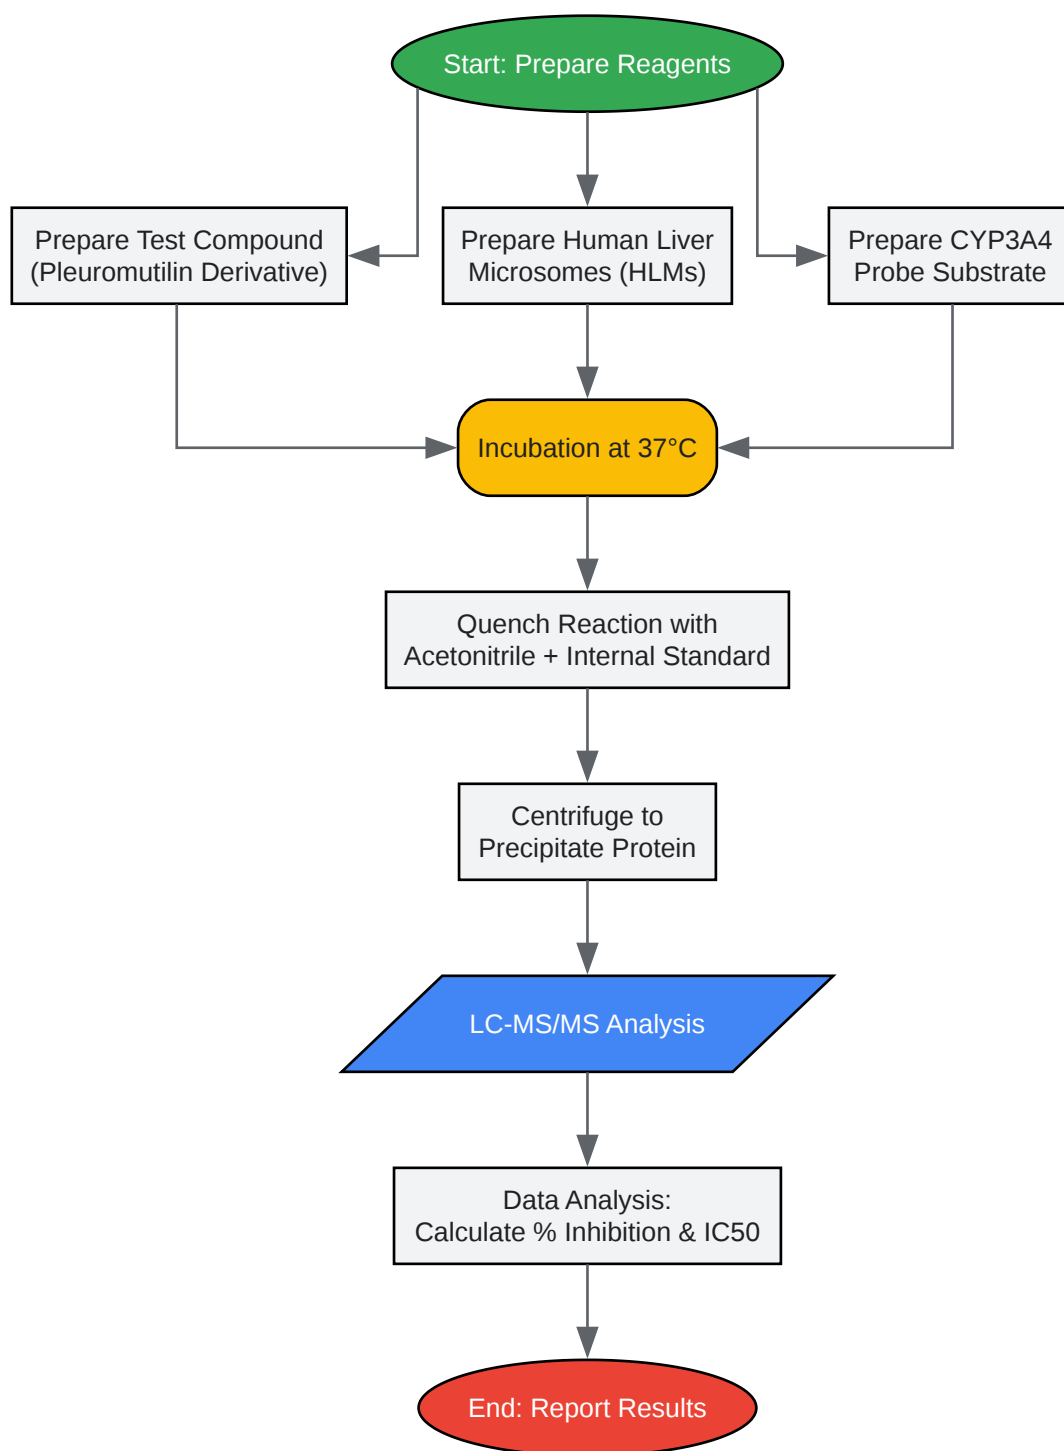 Start: Prepare Reagents
Prepare Test Compound
(Pleuromutilin Derivative)
Prepare Human Liver
Microsomes (HLMs)
Prepare CYP3A4
Probe Substrate
Incubation at 37°C
Quench Reaction with
Acetonitrile + Internal Standard
Centrifuge to
Precipitate Protein
LC-MS/MS Analysis
Data Analysis:
Calculate % Inhibition & IC50
End: Report Results